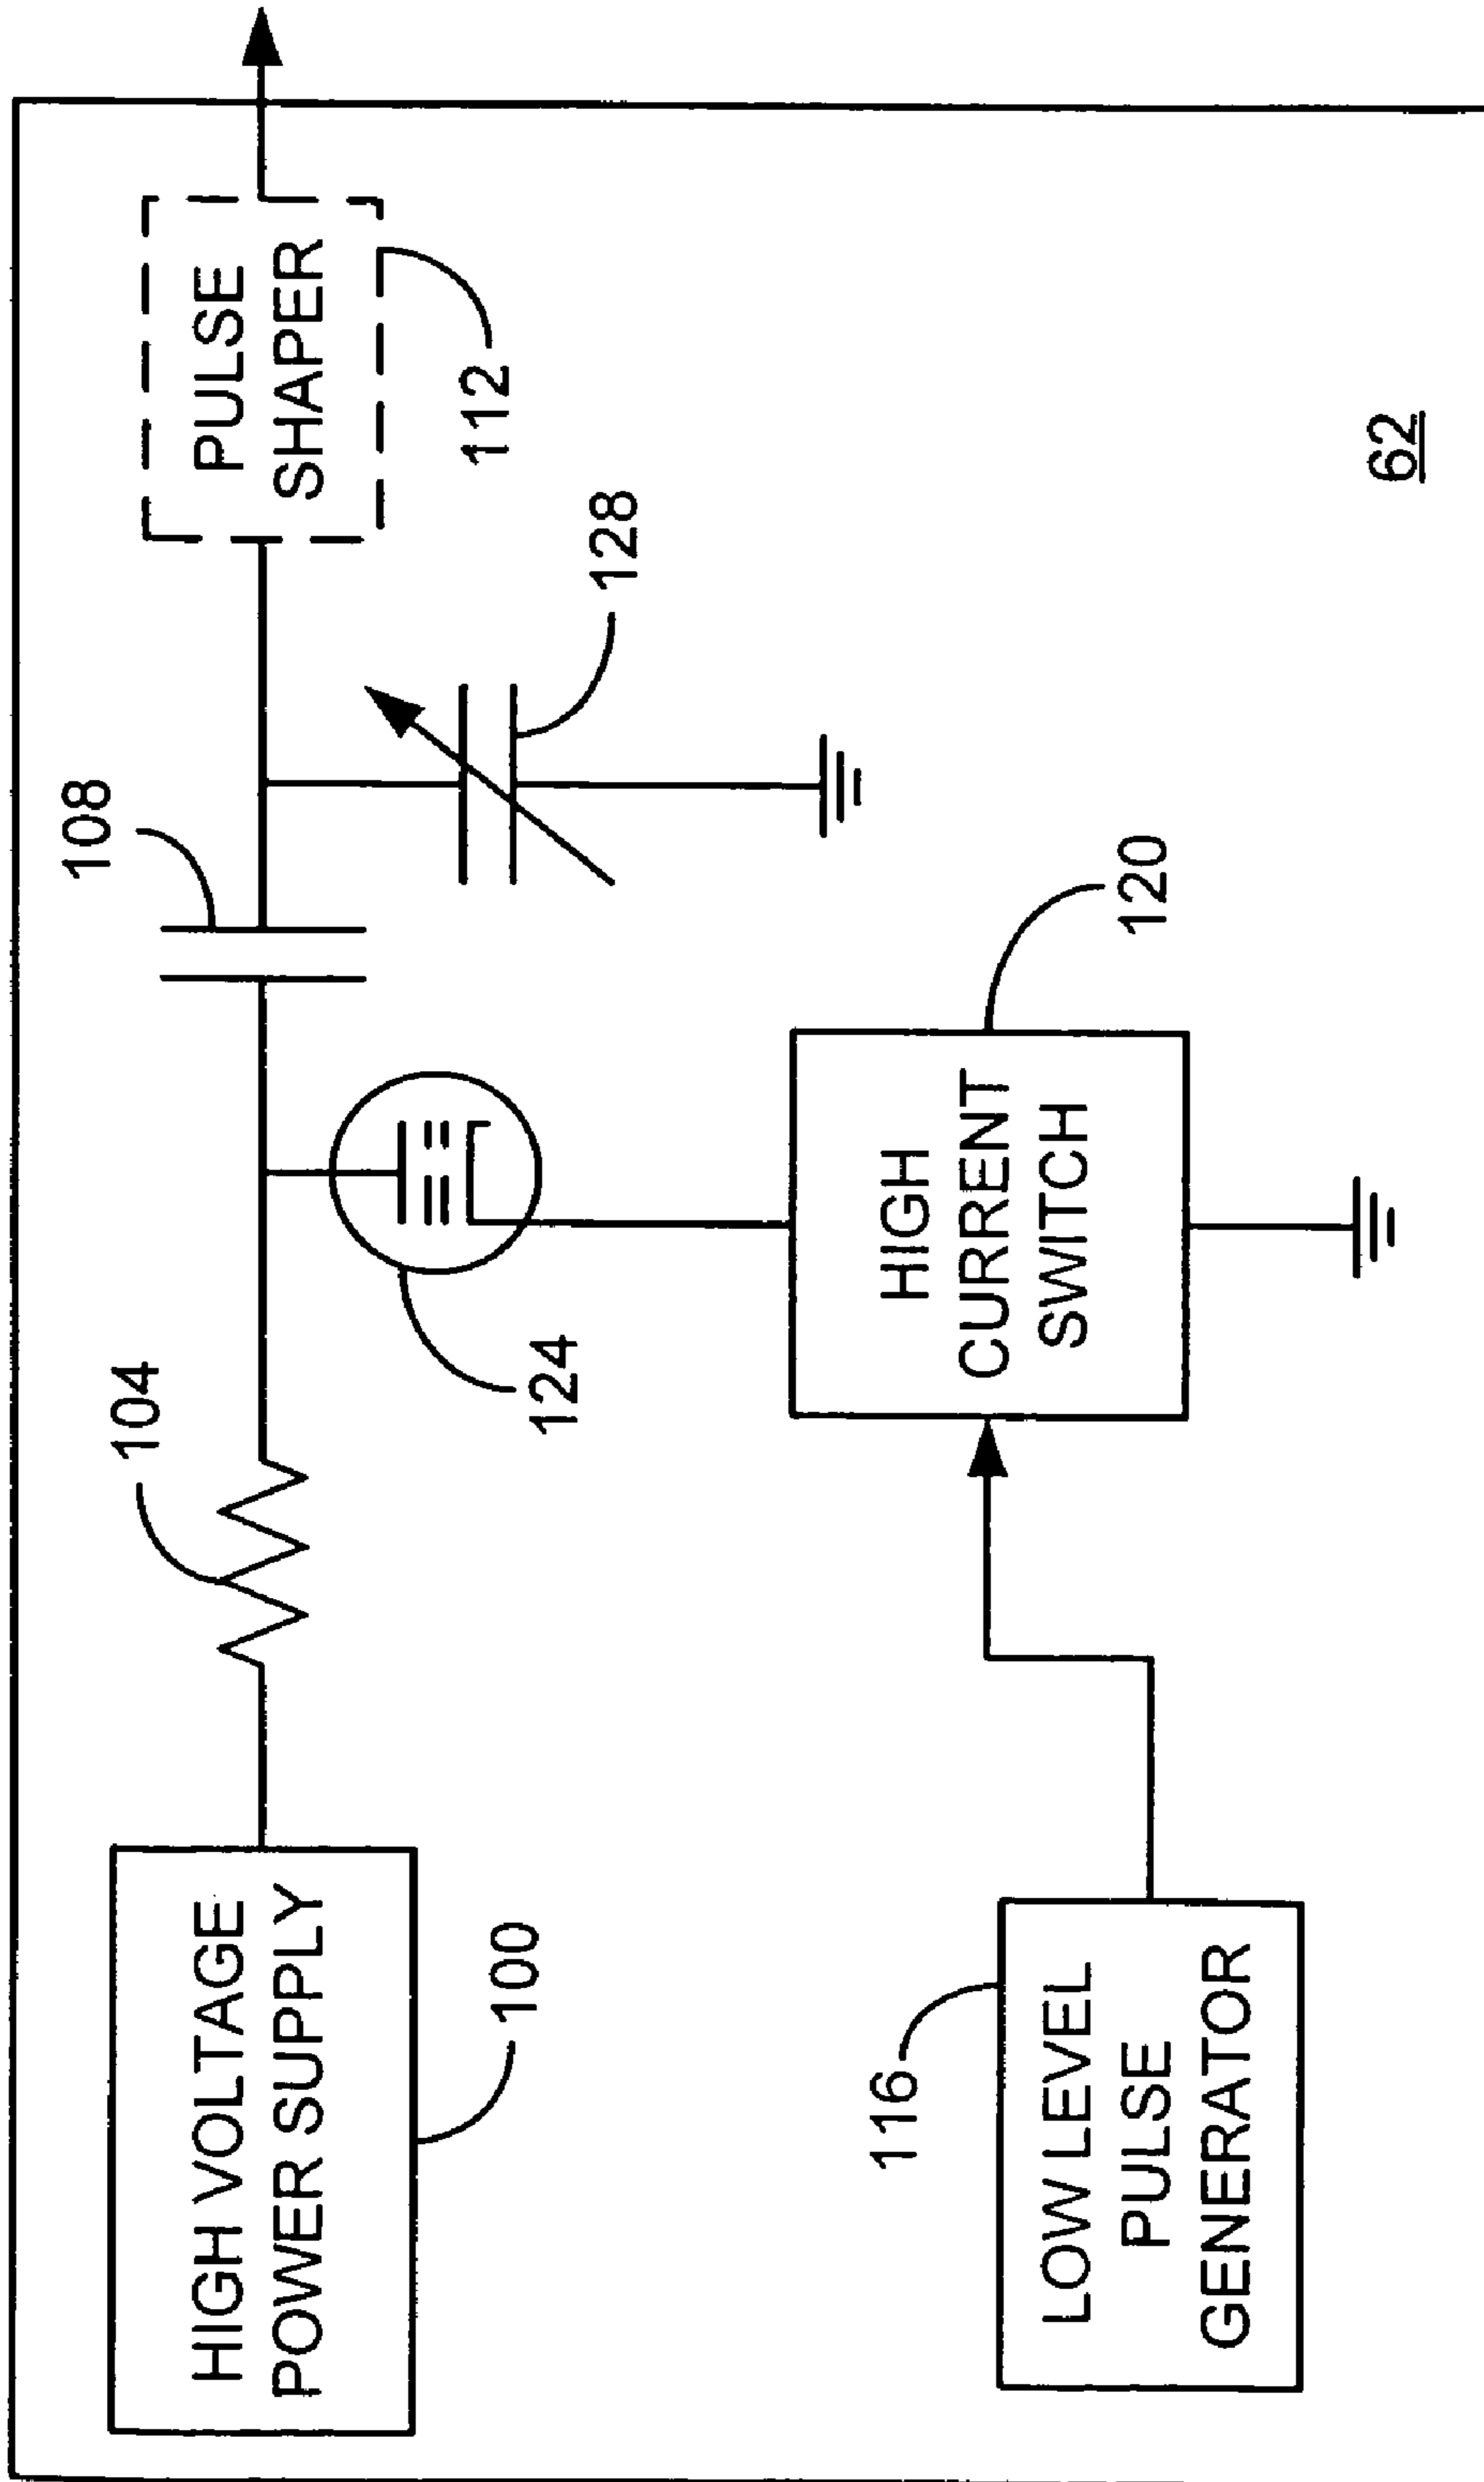 HIGH VOLTAGE
POWER SUPPLY
100
104
108
124
128
PULSE
SHAPER
112
LOW LEVEL
PULSE
GENERATOR
116
HIGH
CURRENT
SWITCH
120
62